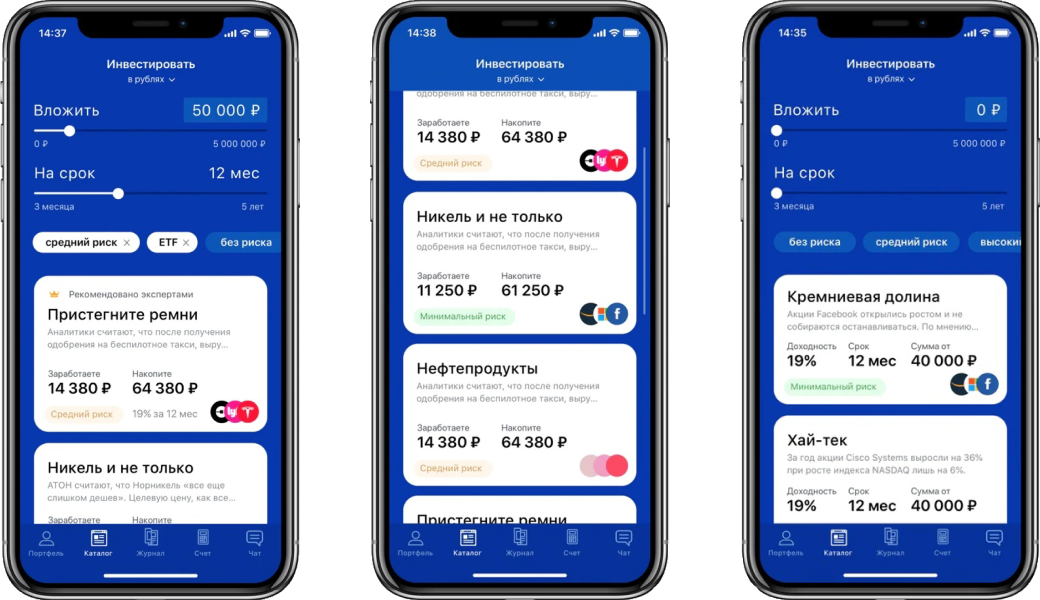 14:37
Инвестировать
в рублях
Вложить
50 000 ₽
0 ₽
5 000 000 ₽
На срок
12 мес
3 месяца
5 лет
средний риск ×
ETF ×
без риска
Рекомендовано экспертами
Пристегните ремни
Аналитики считают, что после получения
одобрения на беспилотное такси, выру...
Заработаете
Накопите
14 380 ₽
64 380 ₽
Средний риск
19% за 12 мес
Никель и не только
АТОН считают, что Норникель «все еще
слишком дешев». Целевую цену, как все...
Заработаете
Накопите
Портфель
Каталог
Журнал
Счет
Чат
14:38
Инвестировать
в рублях
одобрения на беспилотное такси, выру...
Заработаете
Накопите
14 380 ₽
64 380 ₽
Средний риск
Никель и не только
Аналитики считают, что после получения
одобрения на беспилотное такси, выру...
Заработаете
Накопите
11 250 ₽
61 250 ₽
Минимальный риск
f
Нефтепродукты
Аналитики считают, что после получения
одобрения на беспилотное такси, выру...
Заработаете
Накопите
14 380 ₽
64 380 ₽
Средний риск
Пристегните ремни
Портфель
Каталог
Журнал
Счет
Чат
14:35
Инвестировать
в рублях
Вложить
0 ₽
0 ₽
5 000 000 ₽
На срок
3 месяца
5 лет
без риска
средний риск
высокий
Кремниевая долина
Акции Facebook открылись ростом и не
собираются останавливаться. По мнению...
Доходность
Срок
Сумма от
19%
12 мес
40 000 ₽
Минимальный риск
f
Хай-тек
За год акции Cisco Systems выросли на 36%
при росте индекса NASDAQ лишь на 6%.
Доходность
Срок
Сумма от
19%
12 мес
40 000 ₽
Портфель
Каталог
Журнал
Счет
Чат